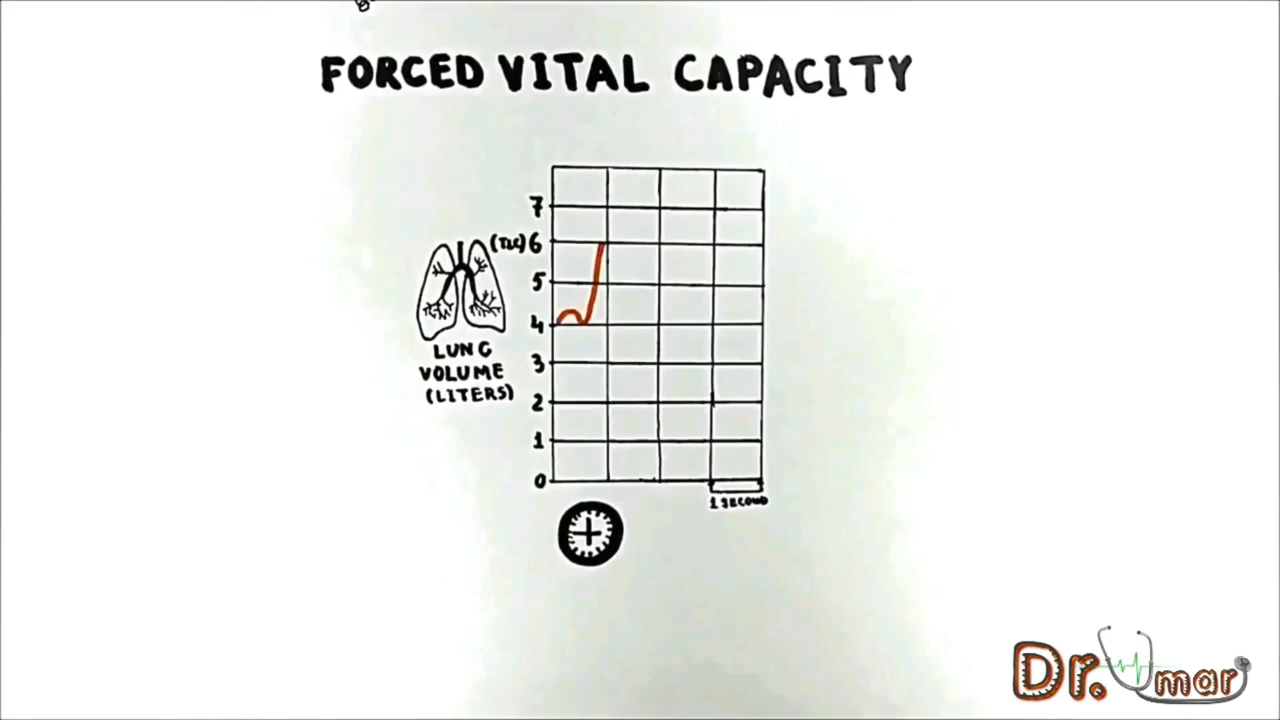 FORCED VITAL CAPACITY
7
(TLC) 6
5
4
3
2
1
0
LUNG
VOLUME
(LITERS)
1 SECOND
Dr. Umar